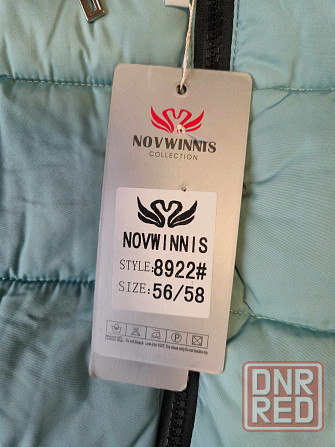 NOVWINNIS
COLLECTION
NOVWINNIS
STYLE:8922#
SIZE:56/58
DNR
RED